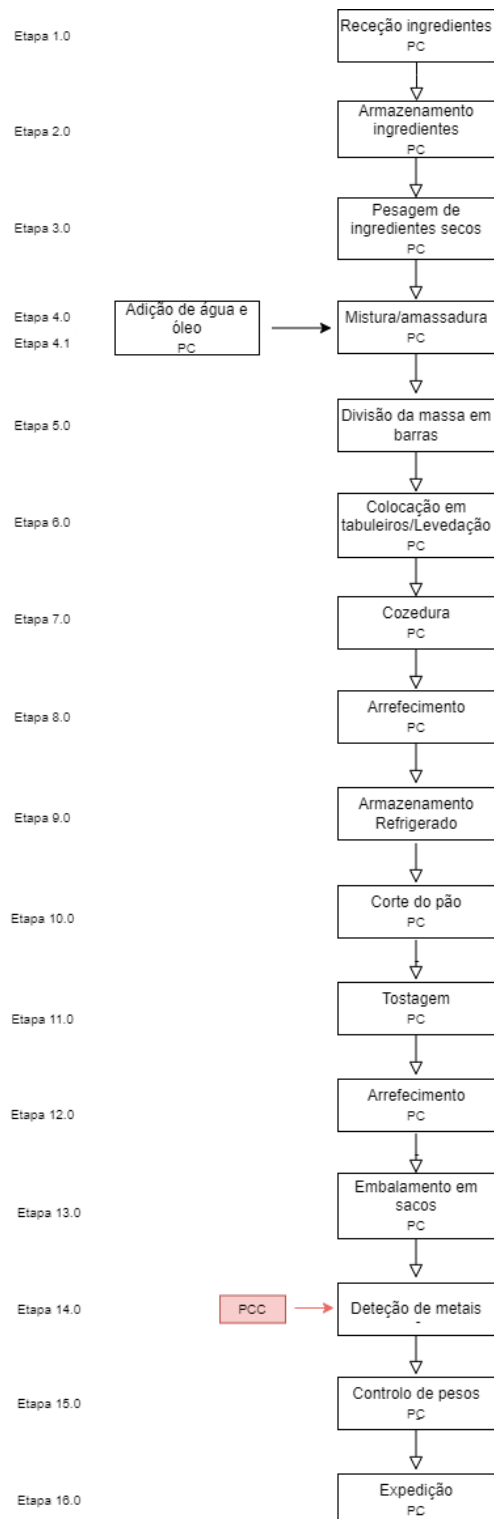 Etapa 1.0
Receção ingredientes
PC
Etapa 2.0
Armazenamento
ingredientes
PC
Etapa 3.0
Pesagem de
ingredientes secos
PC
Etapa 4.0
Etapa 4.1
Adição de água e
óleo
PC
Mistura/amassadura
PC
Etapa 5.0
Divisão da massa em
barras
Etapa 6.0
Colocação em
tabuleiros/Levedação
PC
Etapa 7.0
Cozedura
PC
Etapa 8.0
Arrefecimento
PC
Etapa 9.0
Armazenamento
Refrigerado
Etapa 10.0
Corte do pão
PC
Etapa 11.0
Tostagem
PC
Etapa 12.0
Arrefecimento
PC
Etapa 13.0
Embalamento em
sacos
PC
Etapa 14.0
PCC
Deteção de metais
-
Etapa 15.0
Controlo de pesos
PC
Etapa 16.0
Expedição
PC